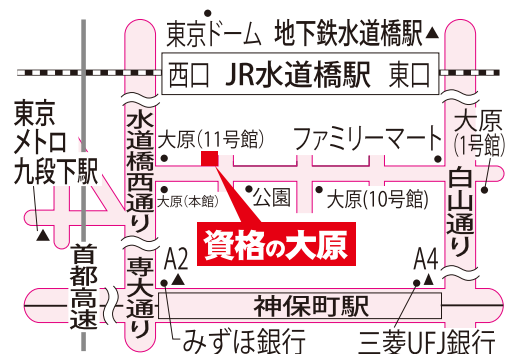 東京ドーム
地下鉄水道橋駅▲
西口
JR水道橋駅
東口
東京
メトロ
九段下駅
▲
水道橋西通り
大原(11号館)
ファミリーマート
大原
(1号館)
大原(本館)
公園
大原(10号館)
白山通り
資格の大原
首都高速
専大通り
A2
▲
A4
▲
神保町駅
みずほ銀行
三菱UFJ銀行